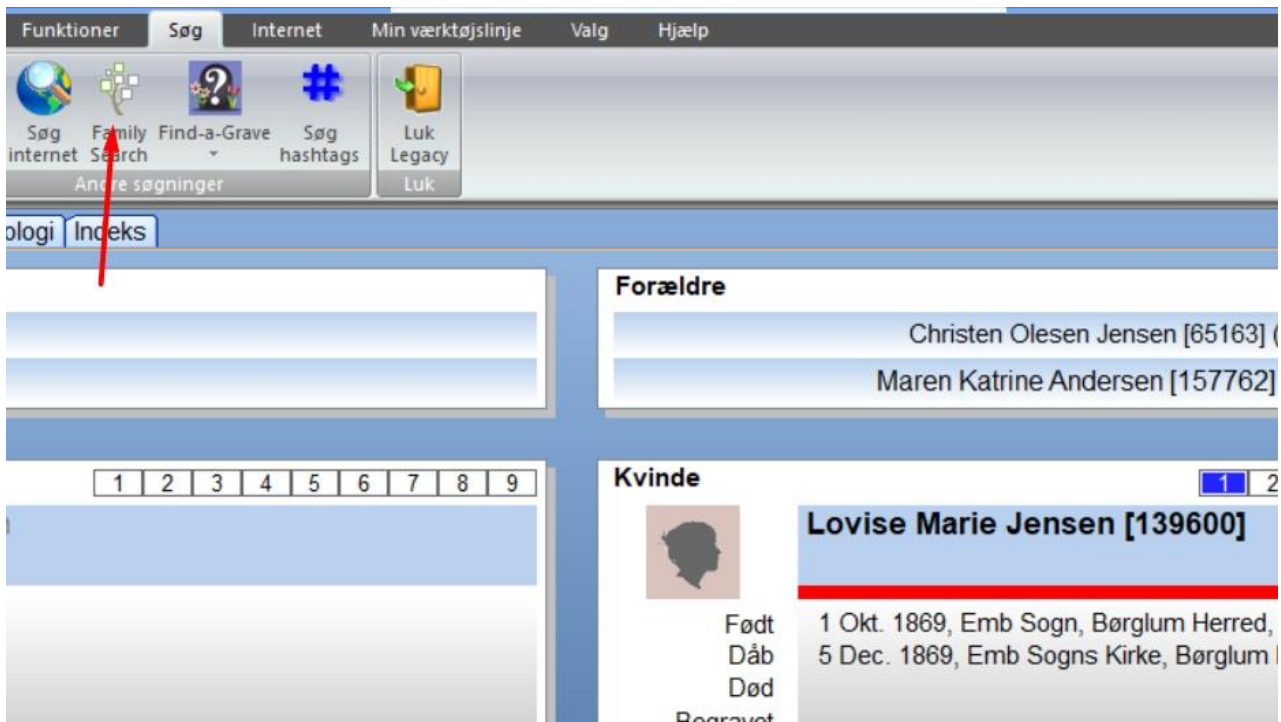 Funktioner Søg Internet Min værktøjslinje Valg Hjælp
Søg internet
Family Search
Find-a-Grave
Søg hashtags
Luk Legacy
Andre søgninger Luk
ologi Indeks
Forældre
Christen Olesen Jensen [65163] (
Maren Katrine Andersen [157762]
1 2 3 4 5 6 7 8 9
Kvinde
1 2
Lovise Marie Jensen [139600]
Født 1 Okt. 1869, Emb Sogn, Børglum Herred,
Dåb 5 Dec. 1869, Emb Sogns Kirke, Børglum
Død
Begravet